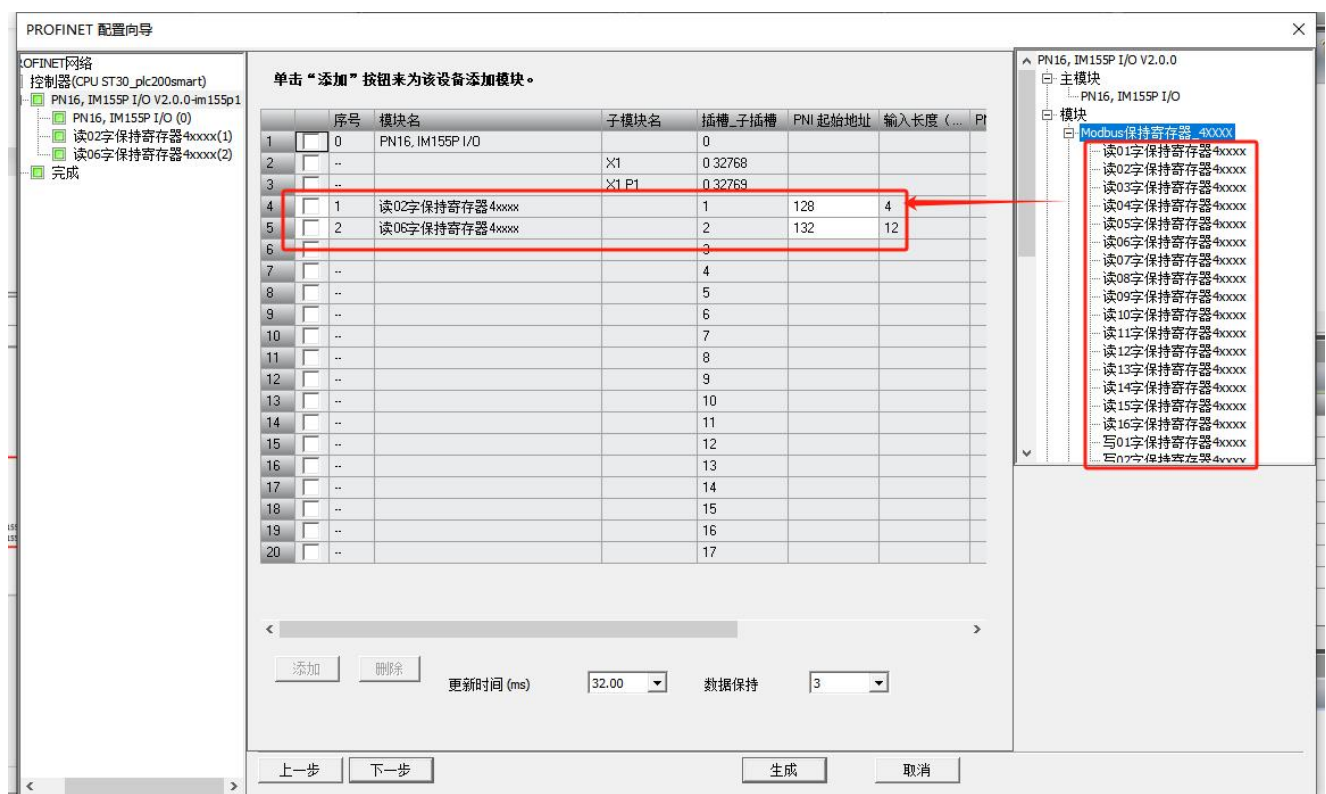 PROFINET 配置向导
OFINET网络
控制器(CPU ST30_plc200smart)
PN16, IM155P I/O V2.0.0-im155p1
PN16, IM155P I/O (0)
读02字保持寄存器4xxxx(1)
读06字保持寄存器4xxxx(2)
完成
单击“添加”按钮来为该设备添加模块。
序号 模块名 子模块名 插槽_子插槽 PNI 起始地址 输入长度（... PN
1 0 PN16, IM155P I/O 0
2 -- X1 0 32768
3 -- X1 P1 0 32769
4 1 读02字保持寄存器4xxxx 1 128 4
5 2 读06字保持寄存器4xxxx 2 132 12
6 3
7 -- 4
8 -- 5
9 -- 6
10 -- 7
11 -- 8
12 -- 9
13 -- 10
14 -- 11
15 -- 12
16 -- 13
17 -- 14
18 -- 15
19 -- 16
20 -- 17
添加 删除 更新时间 (ms) 32.00 数据保持 3
上一步 下一步 生成 取消
PN16, IM155P I/O V2.0.0
主模块
PN16, IM155P I/O
模块
Modbus保持寄存器_4XXXX
读01字保持寄存器4xxxx
读02字保持寄存器4xxxx
读03字保持寄存器4xxxx
读04字保持寄存器4xxxx
读05字保持寄存器4xxxx
读06字保持寄存器4xxxx
读07字保持寄存器4xxxx
读08字保持寄存器4xxxx
读09字保持寄存器4xxxx
读10字保持寄存器4xxxx
读11字保持寄存器4xxxx
读12字保持寄存器4xxxx
读13字保持寄存器4xxxx
读14字保持寄存器4xxxx
读15字保持寄存器4xxxx
读16字保持寄存器4xxxx
写01字保持寄存器4xxxx
写02字保持寄存器4xxxx